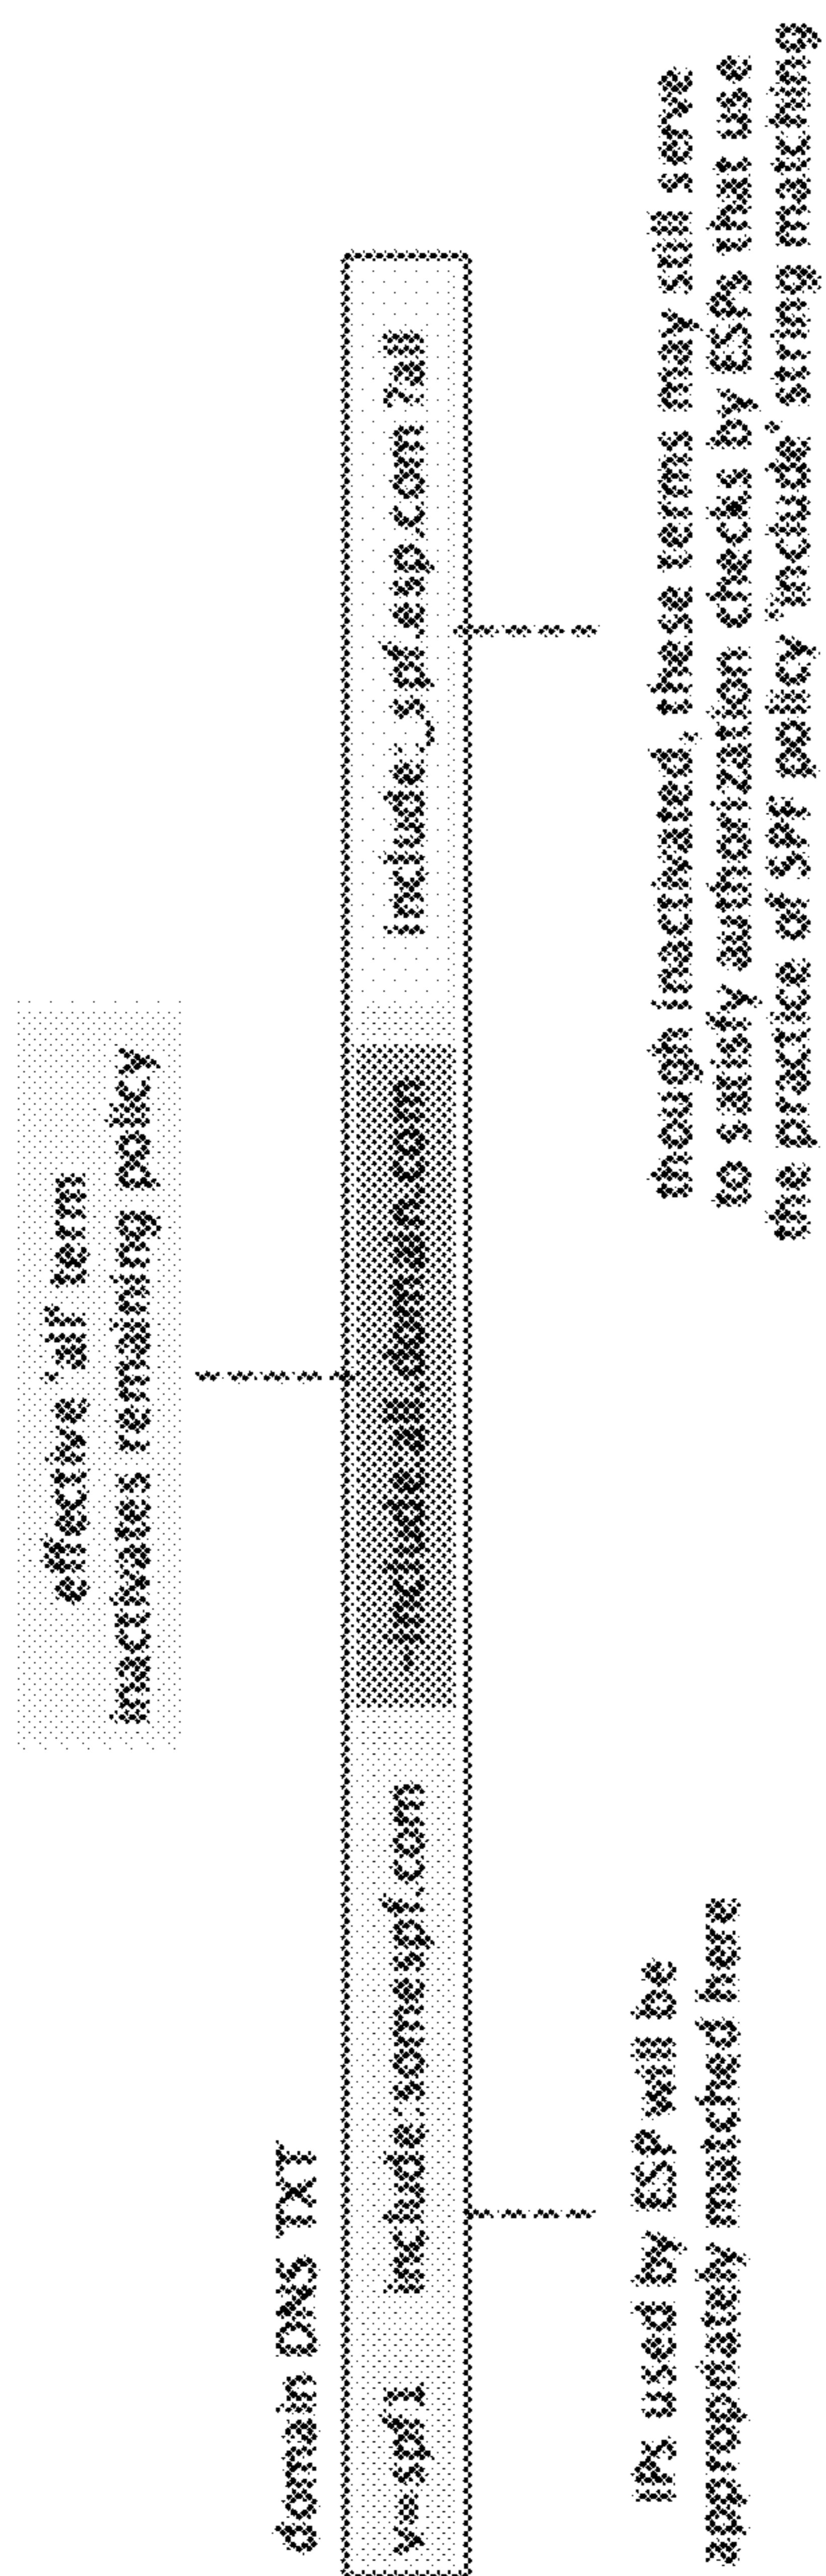 effective 'all' term
inactivates remaining policy
domain DNS TXT
v=spf1 include:somespf.com -include:all.domain.com include:_spf.esp.com ?all
IPs used by ESP will be
appropriately matched here
though inactivated, these terms may still serve
to satisfy authorization checks by ESPs that use
the practice of SPF policy "include" string matching